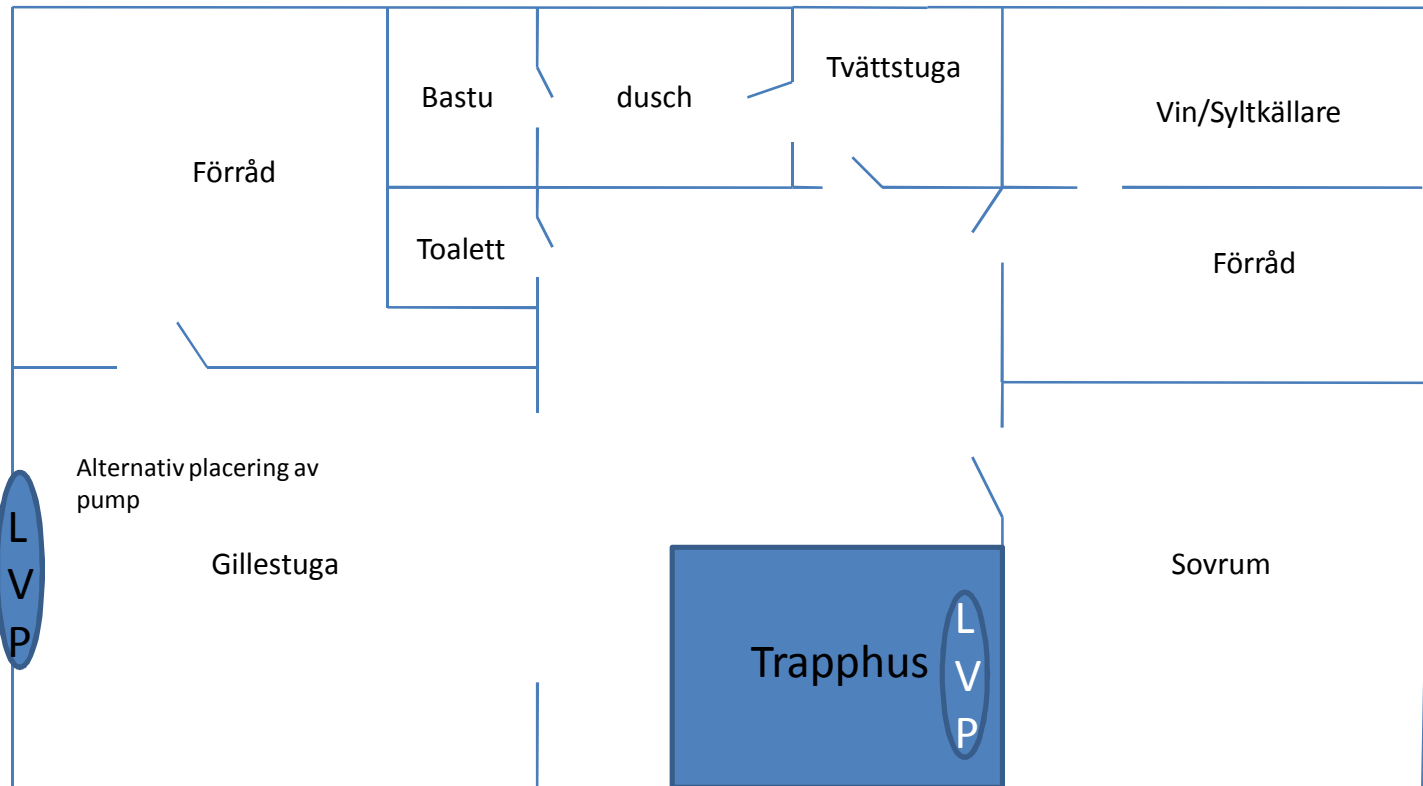 Tvättstuga
Bastu
dusch
Vin/Syltkällare
Förråd
Toalett
Förråd
Alternativ placering av
pump
L
V
P
Gillestuga
Sovrum
Trapphus
L
V
P